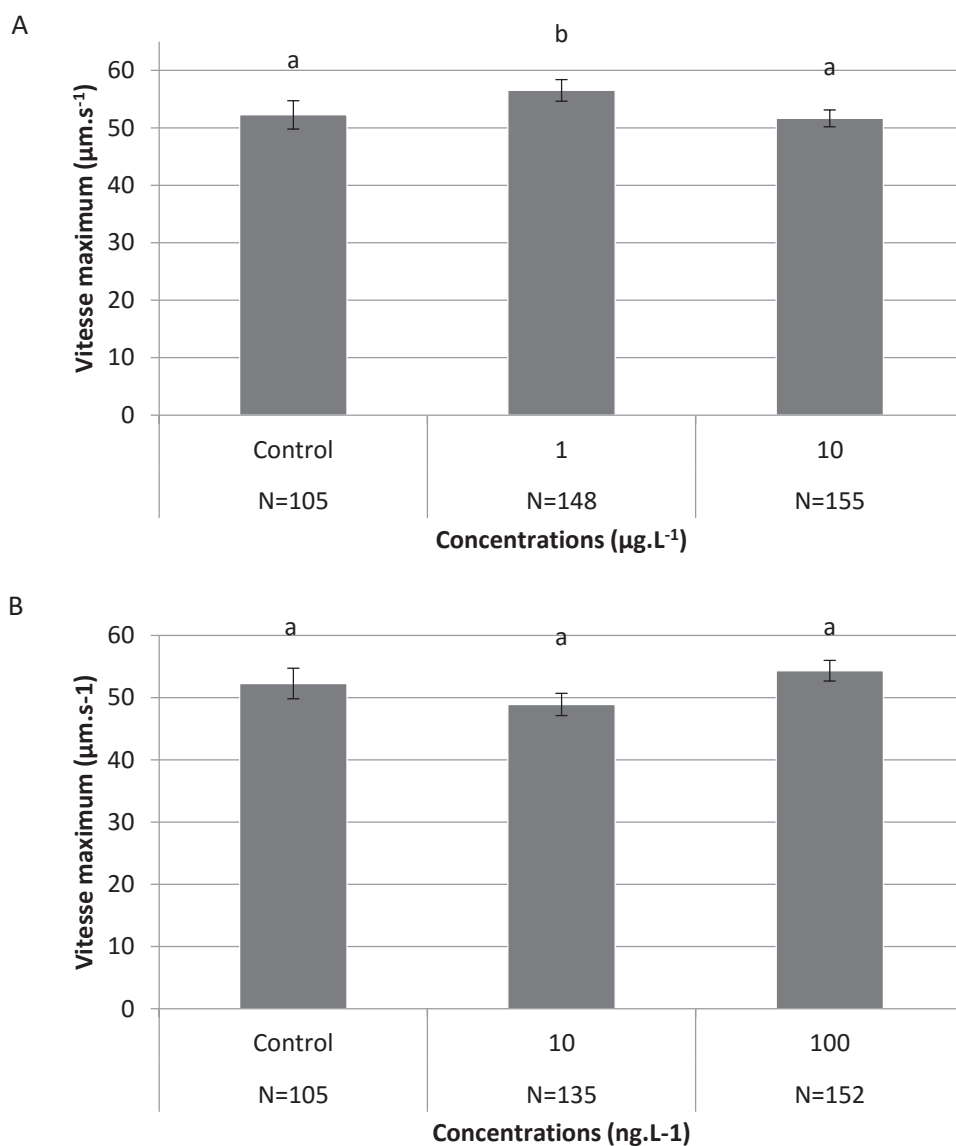 A
a b a
Vitesse maximum (µm.s⁻¹)
60
50
40
30
20
10
0
Control 1 10
N=105 N=148 N=155
Concentrations (µg.L⁻¹)
B
a a a
Vitesse maximum (µm.s-1)
60
50
40
30
20
10
0
Control 10 100
N=105 N=135 N=152
Concentrations (ng.L-1)